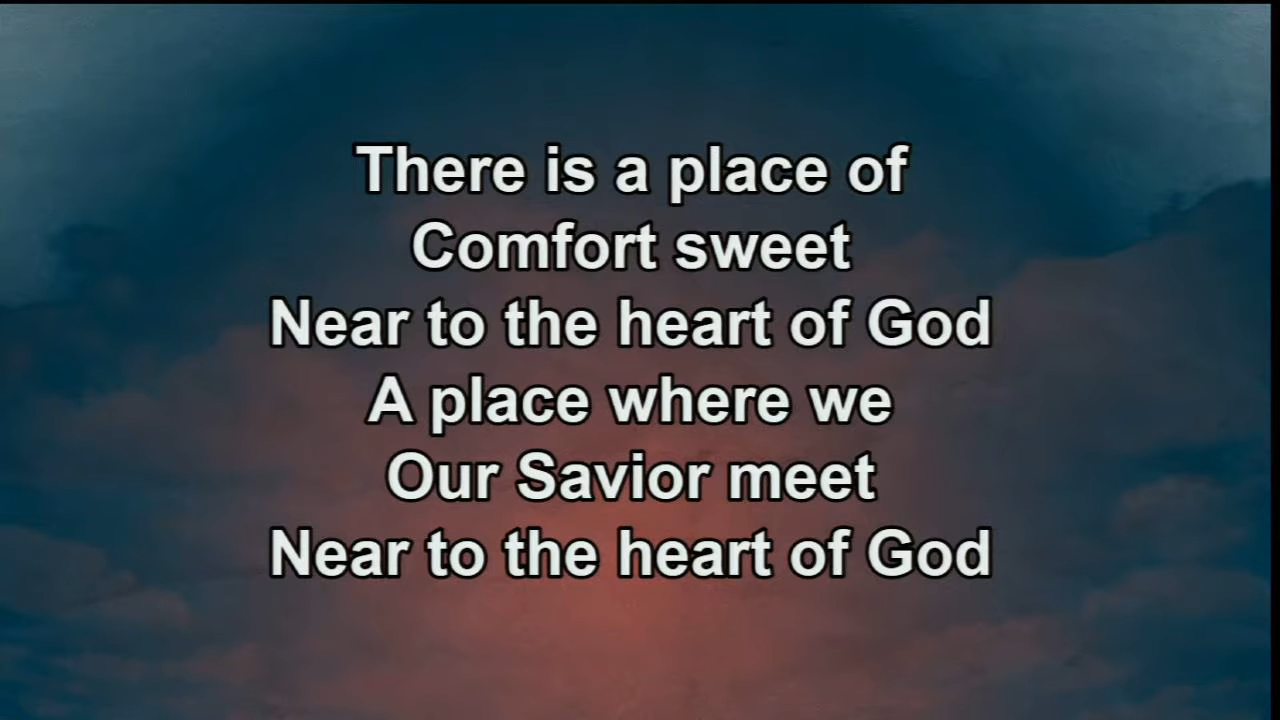 There is a place of
Comfort sweet
Near to the heart of God
A place where we
Our Savior meet
Near to the heart of God